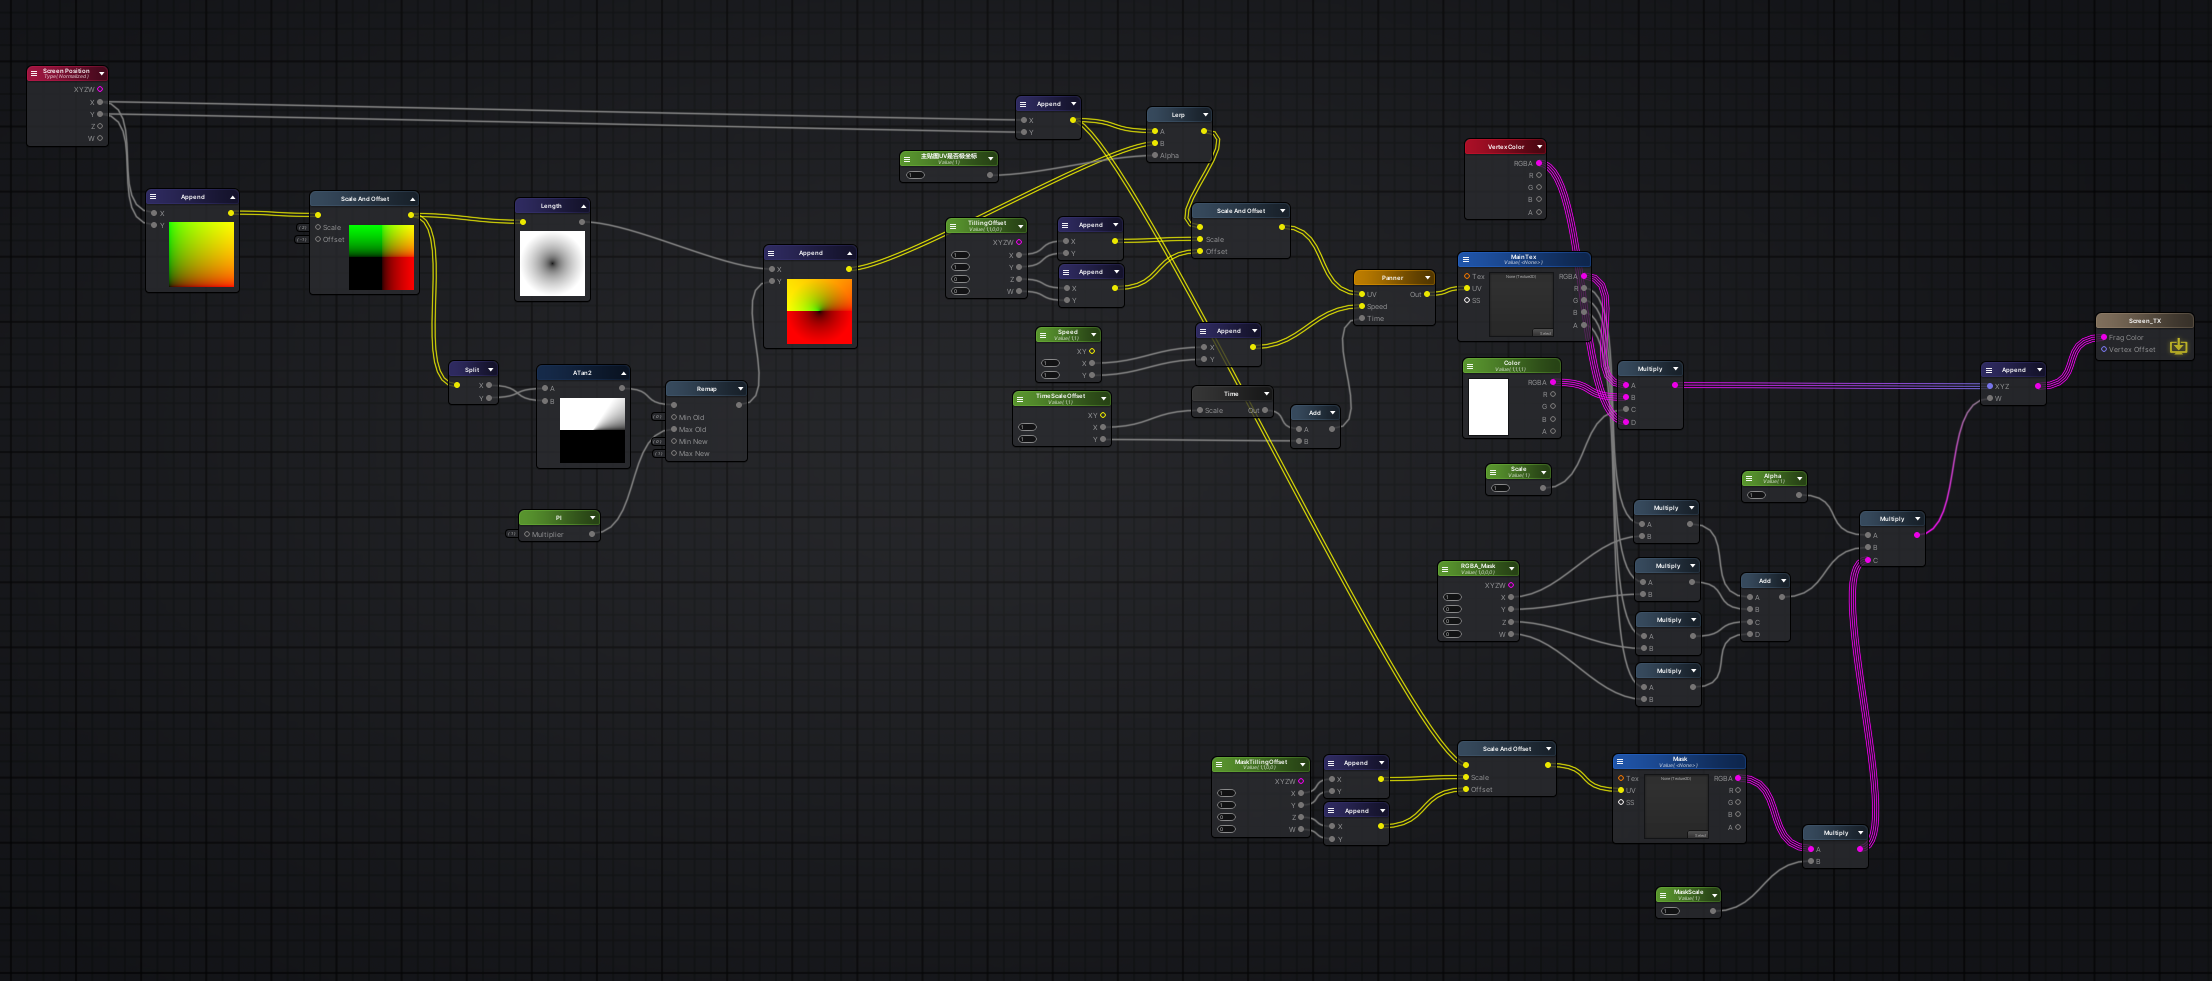 Screen Position
Type( Normalized )
XYZW
X
Y
Z
W
Append
X
Y
Scale And Offset
Scale
Offset
Length
Split
X
Y
ATan2
A
B
Remap
Min Old
Max Old
Min New
Max New
PI
Multiplier
Append
X
Y
Append
X
Y
主贴图UV是否极坐标
Value( 1 )
Lerp
A
B
Alpha
TillingOffset
Value( 1,1,0,0 )
XYZW
X
Y
Z
W
Append
X
Y
Append
X
Y
Scale And Offset
Scale
Offset
Speed
Value( 1,1 )
XY
X
Y
Append
X
Y
TimeScaleOffset
Value( 1,1 )
XY
X
Y
Time
Scale
Out
Add
A
B
Panner
UV
Out
Speed
Time
VertexColor
RGBA
R
G
B
A
MainTex
Value( <None> )
Tex
RGBA
UV
R
SS
G
B
A
None (Texture2D)
Select
Color
Value( 1,1,1,1 )
RGBA
R
G
B
A
Scale
Value( 1 )
Multiply
A
B
C
D
RGBA_Mask
Value( 1,0,0,0 )
XYZW
X
Y
Z
W
Multiply
A
B
Multiply
A
B
Multiply
A
B
Multiply
A
B
Add
A
B
C
D
Alpha
Value( 1 )
Multiply
A
B
C
Append
XYZ
W
Screen_TX
Frag Color
Vertex Offset
MaskTillingOffset
Value( 1,1,0,0 )
XYZW
X
Y
Z
W
Append
X
Y
Append
X
Y
Scale And Offset
Scale
Offset
Mask
Value( <None> )
Tex
RGBA
UV
R
SS
G
B
A
None (Texture2D)
Select
MaskScale
Value( 1 )
Multiply
A
B